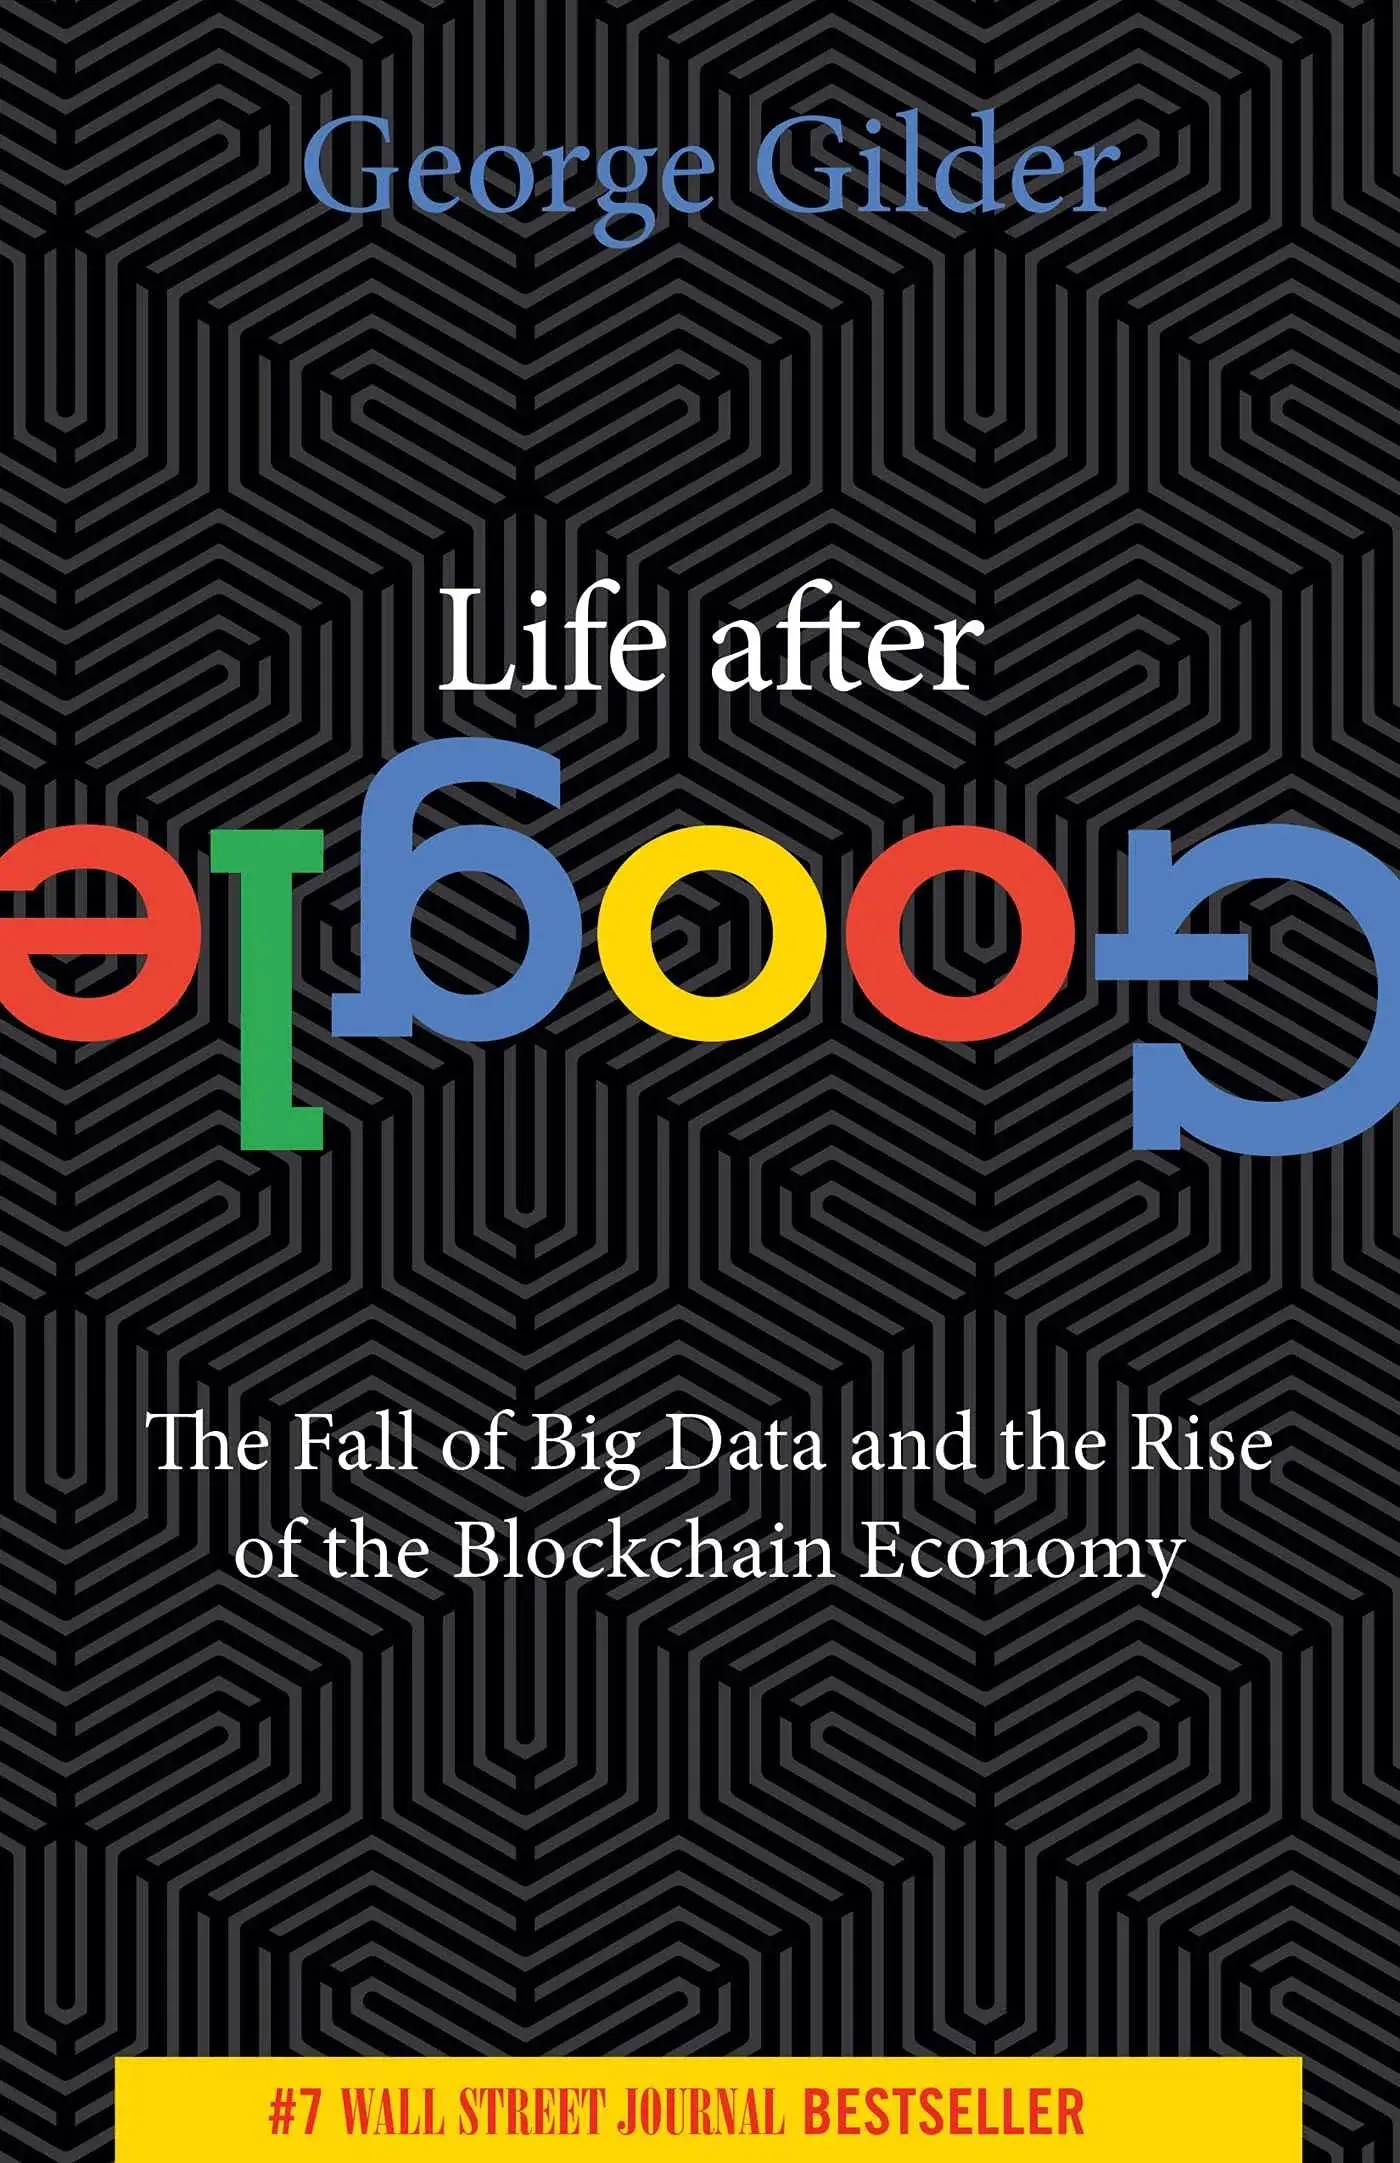 George Gilder
Life after
Google
The Fall of Big Data and the Rise
of the Blockchain Economy
#7 WALL STREET JOURNAL BESTSELLER